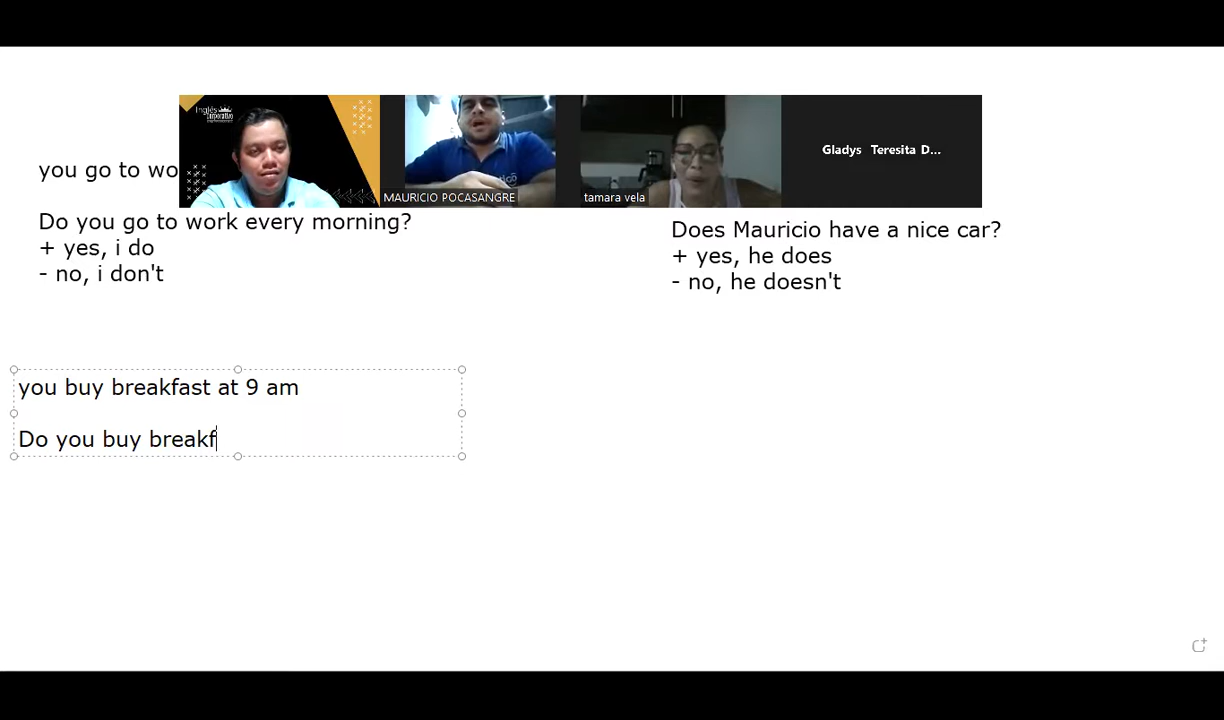 Inglés
Corporativo
MAURICIO POCASANGRE
tamara vela
Gladys Teresita D...
you go to wo
Do you go to work every morning?
+ yes, i do
- no, i don't
Does Mauricio have a nice car?
+ yes, he does
- no, he doesn't
you buy breakfast at 9 am
Do you buy breakf